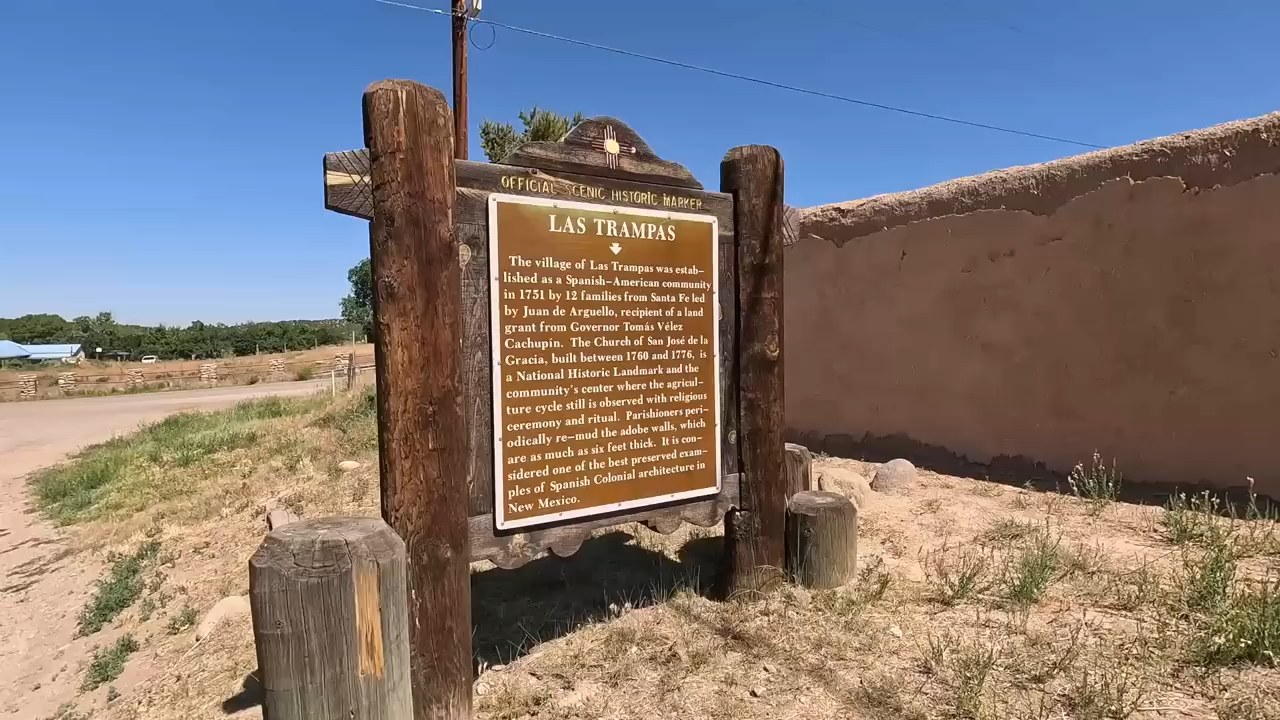 OFFICIAL SCENIC HISTORIC MARKER
LAS TRAMPAS
The village of Las Trampas was estab-
lished as a Spanish-American community
in 1751 by 12 families from Santa Fe led
by Juan de Arguello, recipient of a land
grant from Governor Tomás Vélez
Cachupín. The Church of San José de la
Gracia, built between 1760 and 1776, is
a National Historic Landmark and the
community's center where the agricul-
ture cycle still is observed with religious
ceremony and ritual. Parishioners peri-
odically re-mud the adobe walls, which
are as much as six feet thick. It is con-
sidered one of the best preserved exam-
ples of Spanish Colonial architecture in
New Mexico.